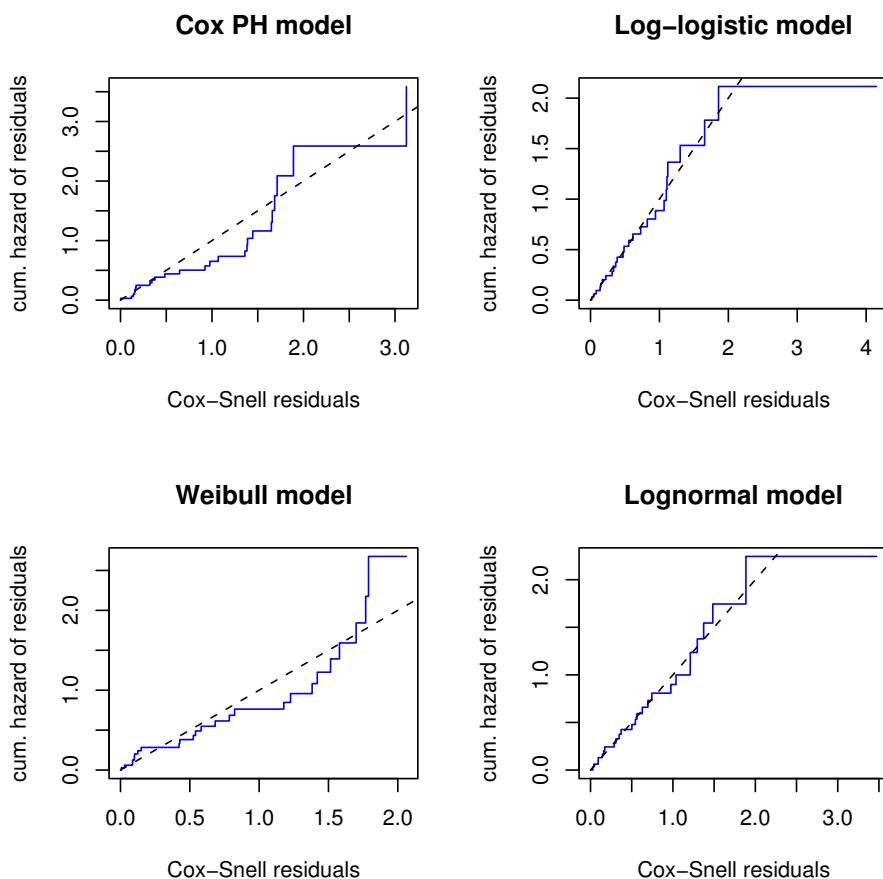 Cox PH model
cum. hazard of residuals
0.0 1.0 2.0 3.0
0.0 1.0 2.0 3.0
Cox−Snell residuals
Log−logistic model
cum. hazard of residuals
0.0 0.5 1.0 1.5 2.0
0 1 2 3 4
Cox−Snell residuals
Weibull model
cum. hazard of residuals
0.0 1.0 2.0
0.0 0.5 1.0 1.5 2.0
Cox−Snell residuals
Lognormal model
cum. hazard of residuals
0.0 1.0 2.0
0.0 1.0 2.0 3.0
Cox−Snell residuals